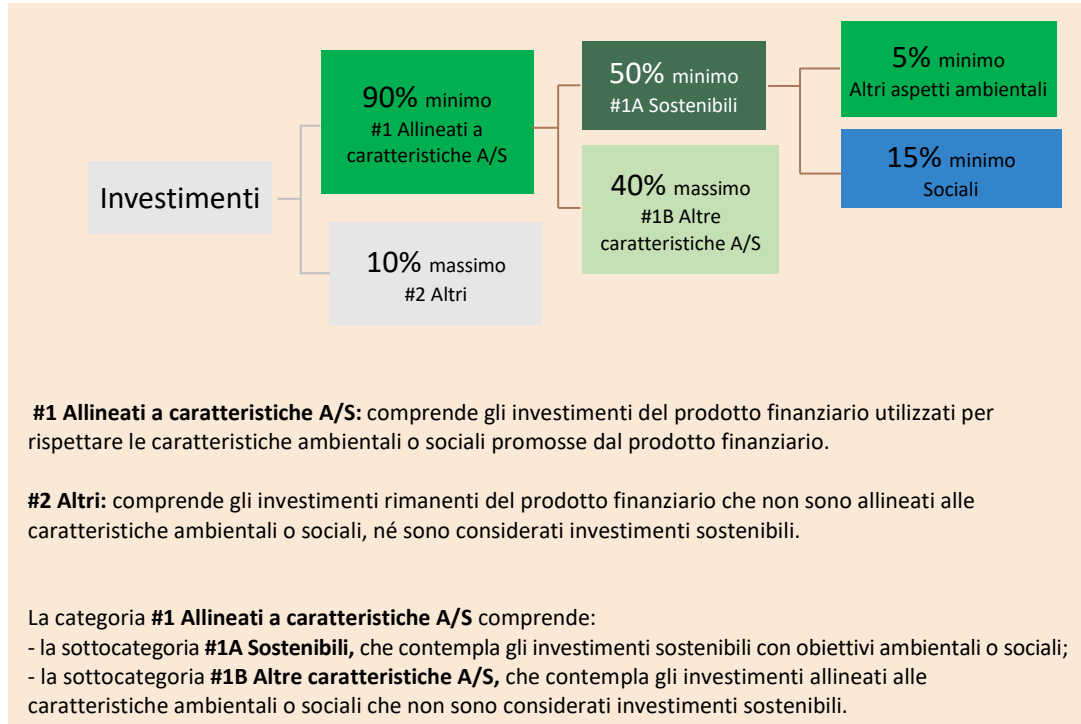 Investimenti
90% minimo
#1 Allineati a
caratteristiche A/S
10% massimo
#2 Altri
50% minimo
#1A Sostenibili
40% massimo
#1B Altre
caratteristiche A/S
5% minimo
Altri aspetti ambientali
15% minimo
Sociali
#1 Allineati a caratteristiche A/S: comprende gli investimenti del prodotto finanziario utilizzati per
rispettare le caratteristiche ambientali o sociali promosse dal prodotto finanziario.
#2 Altri: comprende gli investimenti rimanenti del prodotto finanziario che non sono allineati alle
caratteristiche ambientali o sociali, né sono considerati investimenti sostenibili.
La categoria #1 Allineati a caratteristiche A/S comprende:
- la sottocategoria #1A Sostenibili, che contempla gli investimenti sostenibili con obiettivi ambientali o sociali;
- la sottocategoria #1B Altre caratteristiche A/S, che contempla gli investimenti allineati alle
caratteristiche ambientali o sociali che non sono considerati investimenti sostenibili.